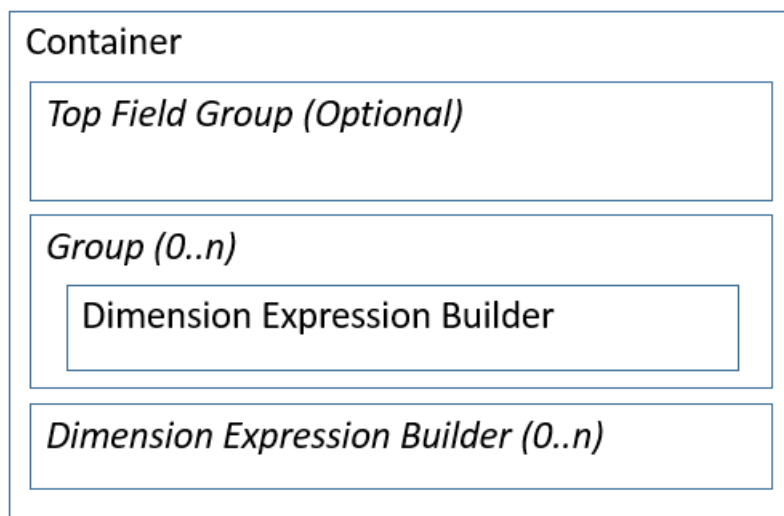 Container
Top Field Group (Optional)
Group (0..n)
Dimension Expression Builder
Dimension Expression Builder (0..n)